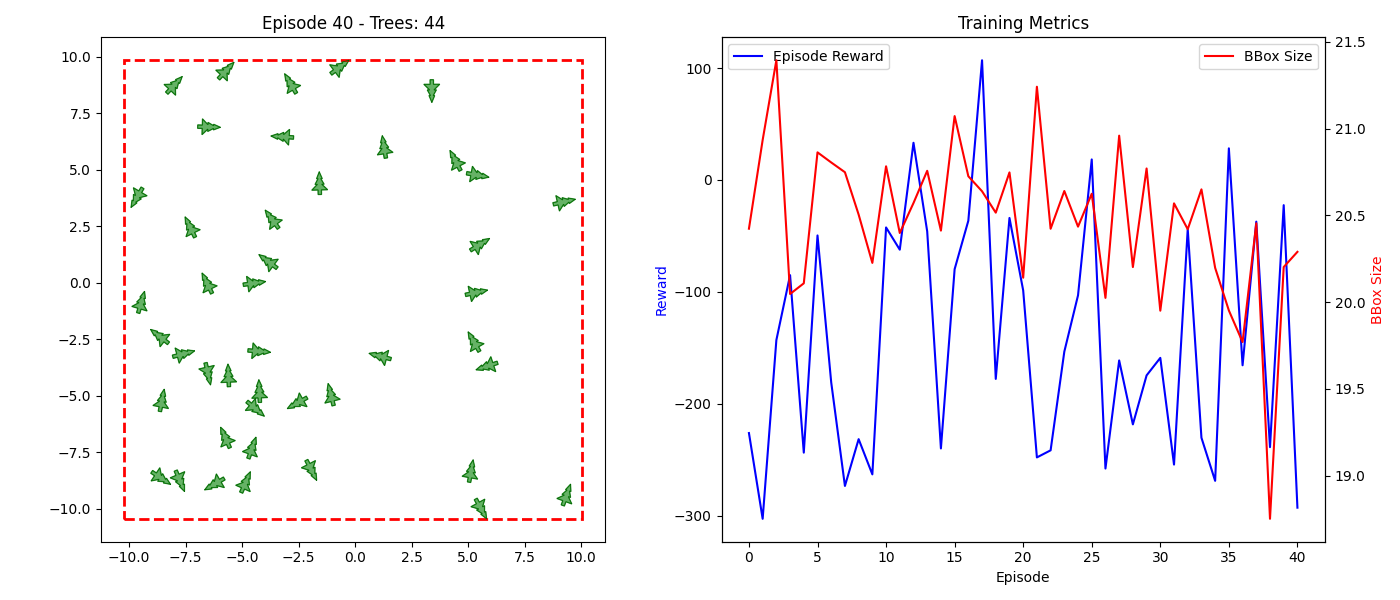 Episode 40 - Trees: 44
10.0
7.5
5.0
2.5
0.0
−2.5
−5.0
−7.5
−10.0
−10.0 −7.5 −5.0 −2.5 0.0 2.5 5.0 7.5 10.0
Training Metrics
Episode Reward
BBox Size
Reward
100
0
−100
−200
−300
0 5 10 15 20 25 30 35 40
Episode
21.5
21.0
20.5
20.0
19.5
19.0
BBox Size